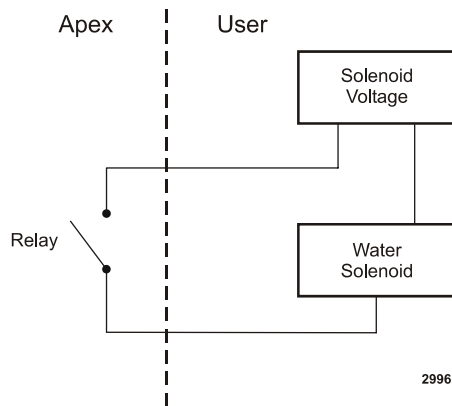 Apex
User
Solenoid
Voltage
Relay
Water
Solenoid
2996